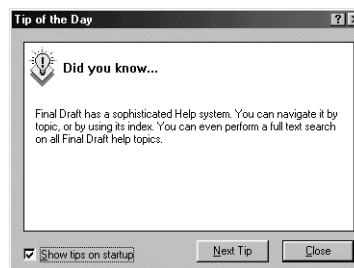 Tip of the Day
Did you know...
Final Draft has a sophisticated Help system. You can navigate it by
topic, or by using its index. You can even perform a full text search
on all Final Draft help topics.
Show tips on startup
Next Tip
Close